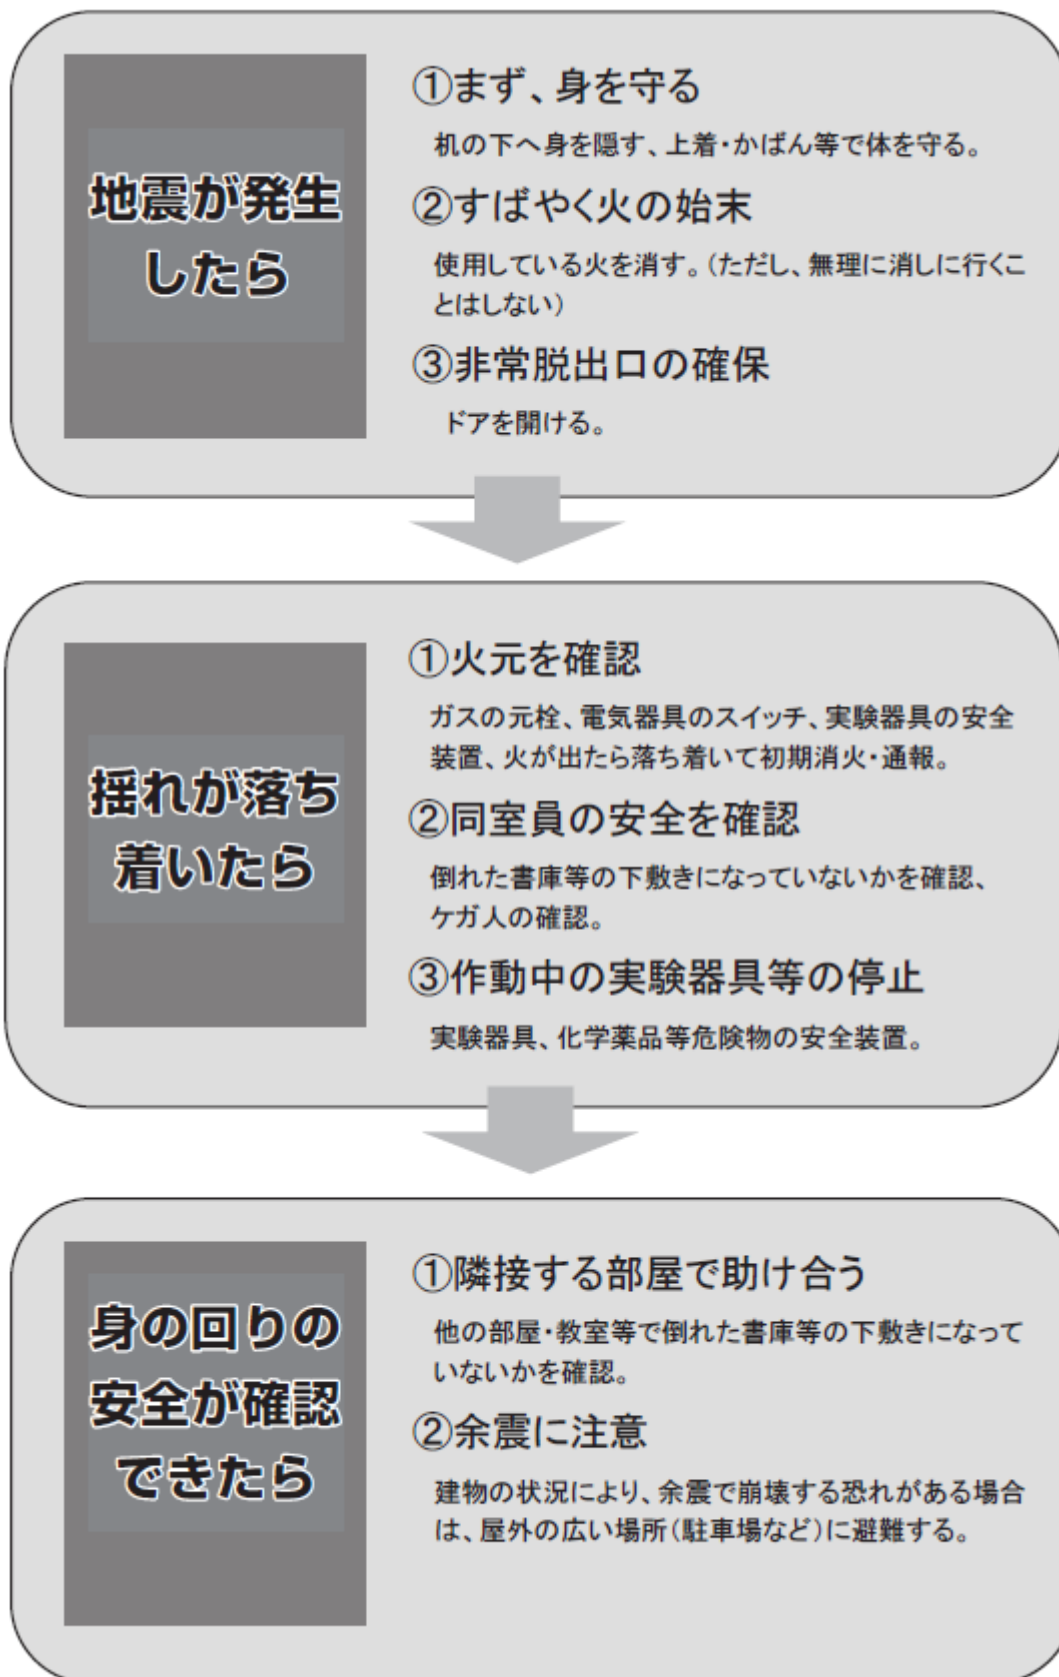 地震が発生
したら
①まず、身を守る
机の下へ身を隠す、上着・かばん等で体を守る。
②すばやく火の始末
使用している火を消す。(ただし、無理に消しに行くこ
とはしない)
③非常脱出口の確保
ドアを開ける。
揺れが落ち
着いたら
①火元を確認
ガスの元栓、電気器具のスイッチ、実験器具の安全
装置、火が出たら落ち着いて初期消火・通報。
②同室員の安全を確認
倒れた書庫等の下敷きになっていないかを確認、
ケガ人の確認。
③作動中の実験器具等の停止
実験器具、化学薬品等危険物の安全装置。
身の回りの
安全が確認
できたら
①隣接する部屋で助け合う
他の部屋・教室等で倒れた書庫等の下敷きになって
いないかを確認。
②余震に注意
建物の状況により、余震で崩壊する恐れがある場合
は、屋外の広い場所(駐車場など)に避難する。